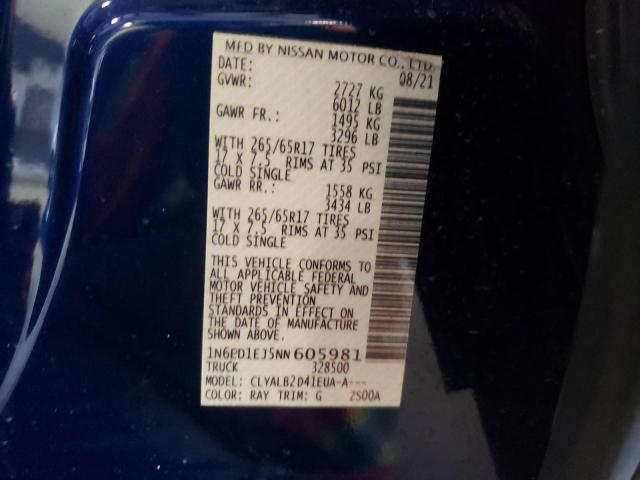 MFD BY NISSAN MOTOR CO., LTD.
DATE: 08/21
GVWR: 2727 KG
6012 LB
GAWR FR.: 1495 KG
3296 LB
WITH 265/65R17 TIRES
17 X 7.5 RIMS AT 35 PSI
COLD SINGLE
GAWR RR.: 1558 KG
3434 LB
WITH 265/65R17 TIRES
17 X 7.5 RIMS AT 35 PSI
COLD SINGLE
THIS VEHICLE CONFORMS TO
ALL APPLICABLE FEDERAL
MOTOR VEHICLE SAFETY AND
THEFT PREVENTION
STANDARDS IN EFFECT ON
THE DATE OF MANUFACTURE
SHOWN ABOVE.
1N6ED1EJ5NN605981
TRUCK 328500
MODEL: CLYALB2D41EUA-A---
COLOR: RAY TRIM: G 2S00A